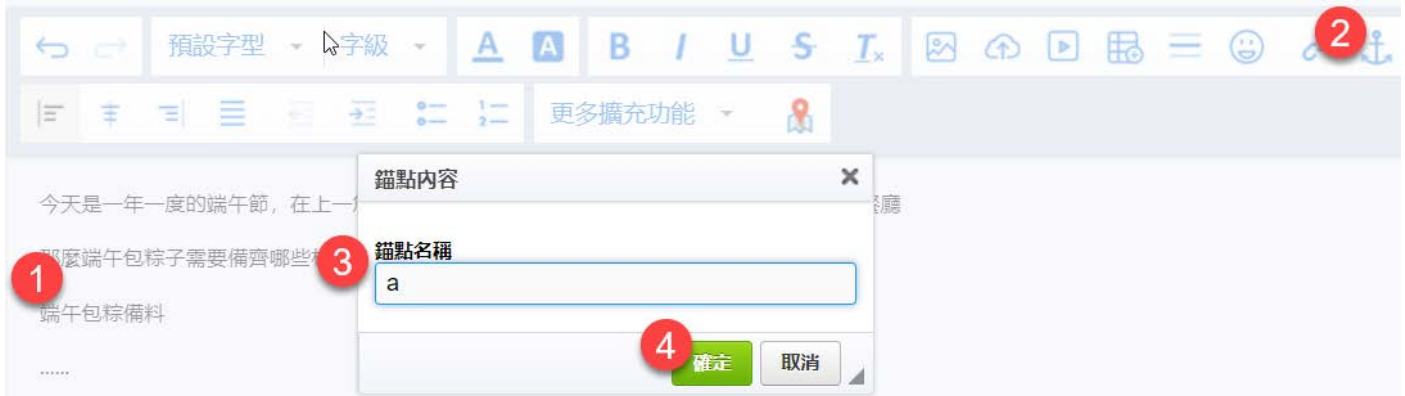 預設字型 字級 A A B I U S Tx 2
更多擴充功能
錨點內容
今天是一年一度的端午節，在上一 餐廳
那麼端午包粽子需要備齊哪些 3 錨點名稱
1 a
端午包粽備料
4 確定 取消
......